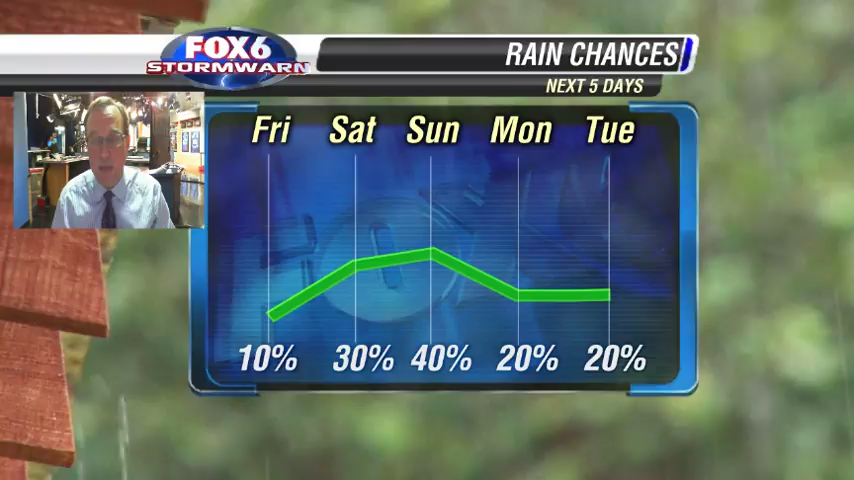 FOX6
STORMWARN
RAIN CHANCES
NEXT 5 DAYS
Fri Sat Sun Mon Tue
10% 30% 40% 20% 20%